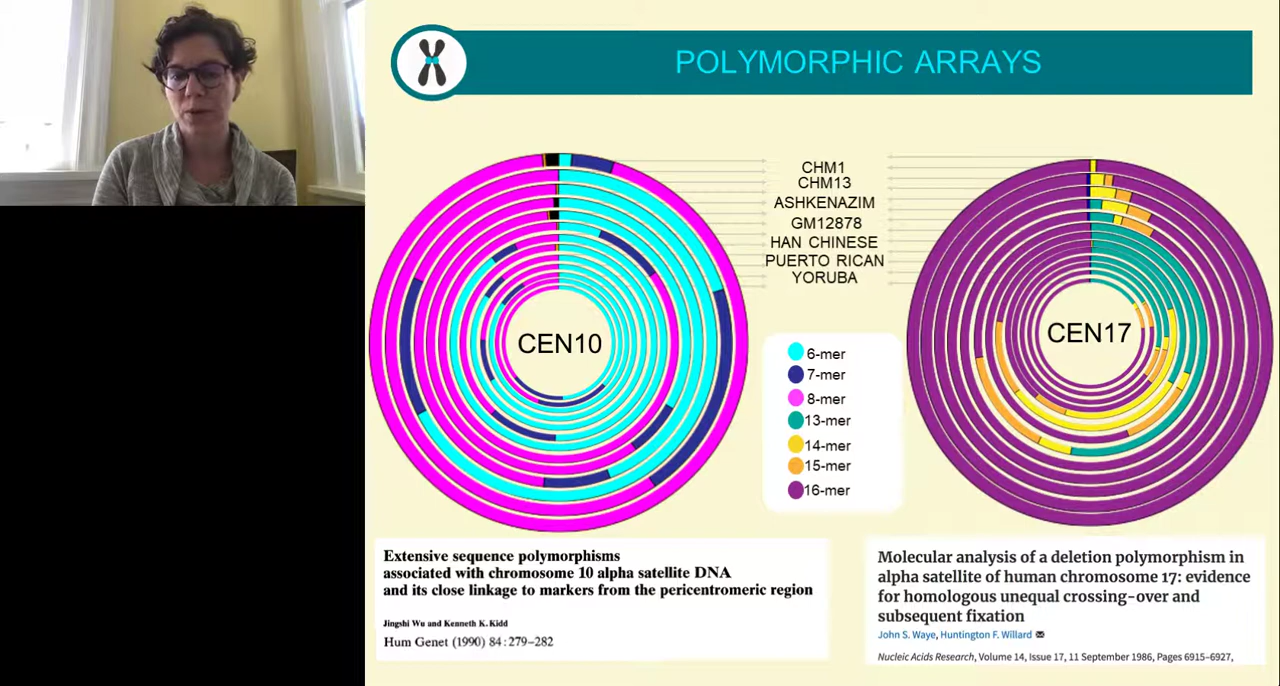 POLYMORPHIC ARRAYS
CHM1
CHM13
ASHKENAZIM
GM12878
HAN CHINESE
PUERTO RICAN
YORUBA
CEN10
CEN17
6-mer
7-mer
8-mer
13-mer
14-mer
15-mer
16-mer
Extensive sequence polymorphisms
associated with chromosome 10 alpha satellite DNA
and its close linkage to markers from the pericentromeric region
Jingshi Wu and Kenneth K. Kidd
Hum Genet (1990) 84 : 279–282
Molecular analysis of a deletion polymorphism in
alpha satellite of human chromosome 17: evidence
for homologous unequal crossing-over and
subsequent fixation
John S. Waye, Huntington F. Willard
Nucleic Acids Research, Volume 14, Issue 17, 11 September 1986, Pages 6915–6927,